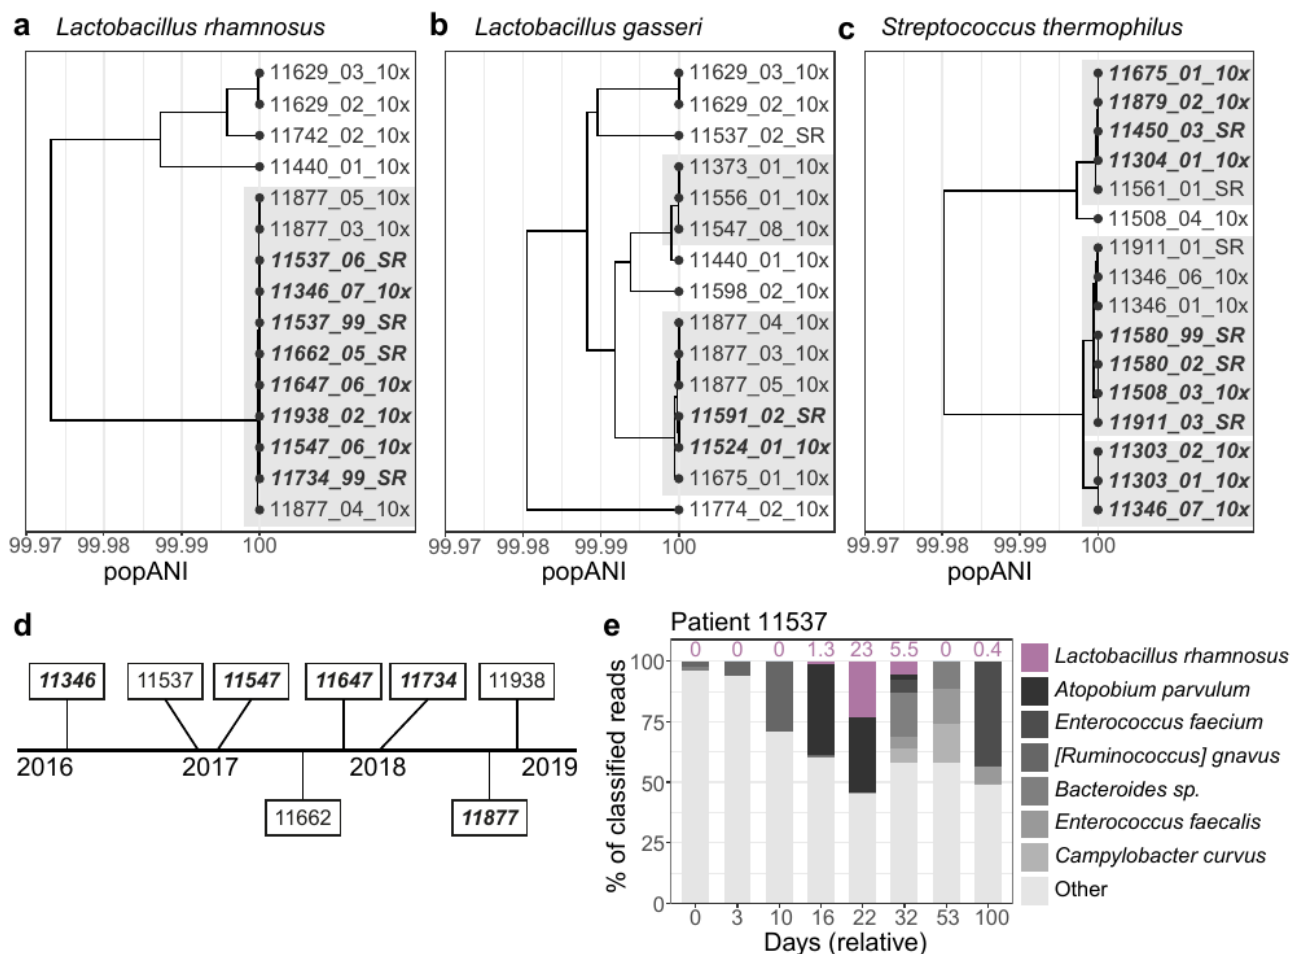 a Lactobacillus rhamnosus
11629_03_10x
11629_02_10x
11742_02_10x
11440_01_10x
11877_05_10x
11877_03_10x
11537_06_SR
11346_07_10x
11537_99_SR
11662_05_SR
11647_06_10x
11938_02_10x
11547_06_10x
11734_99_SR
11877_04_10x
99.97 99.98 99.99 100
popANI
b Lactobacillus gasseri
11629_03_10x
11629_02_10x
11537_02_SR
11373_01_10x
11556_01_10x
11547_08_10x
11440_01_10x
11598_02_10x
11877_04_10x
11877_03_10x
11877_05_10x
11591_02_SR
11524_01_10x
11675_01_10x
11774_02_10x
99.97 99.98 99.99 100
popANI
c Streptococcus thermophilus
11675_01_10x
11879_02_10x
11450_03_SR
11304_01_10x
11561_01_SR
11508_04_10x
11911_01_SR
11346_06_10x
11346_01_10x
11580_99_SR
11580_02_SR
11508_03_10x
11911_03_SR
11303_02_10x
11303_01_10x
11346_07_10x
99.97 99.98 99.99 100
popANI
d
11346 11537 11547 11647 11734 11938
2016 2017 2018 2019
11662 11877
e Patient 11537
0 0 0 1.3 23 5.5 0 0.4
% of classified reads
100
75
50
25
0
0 3 10 16 22 32 53 100
Days (relative)
Lactobacillus rhamnosus
Atopobium parvulum
Enterococcus faecium
[Ruminococcus] gnavus
Bacteroides sp.
Enterococcus faecalis
Campylobacter curvus
Other